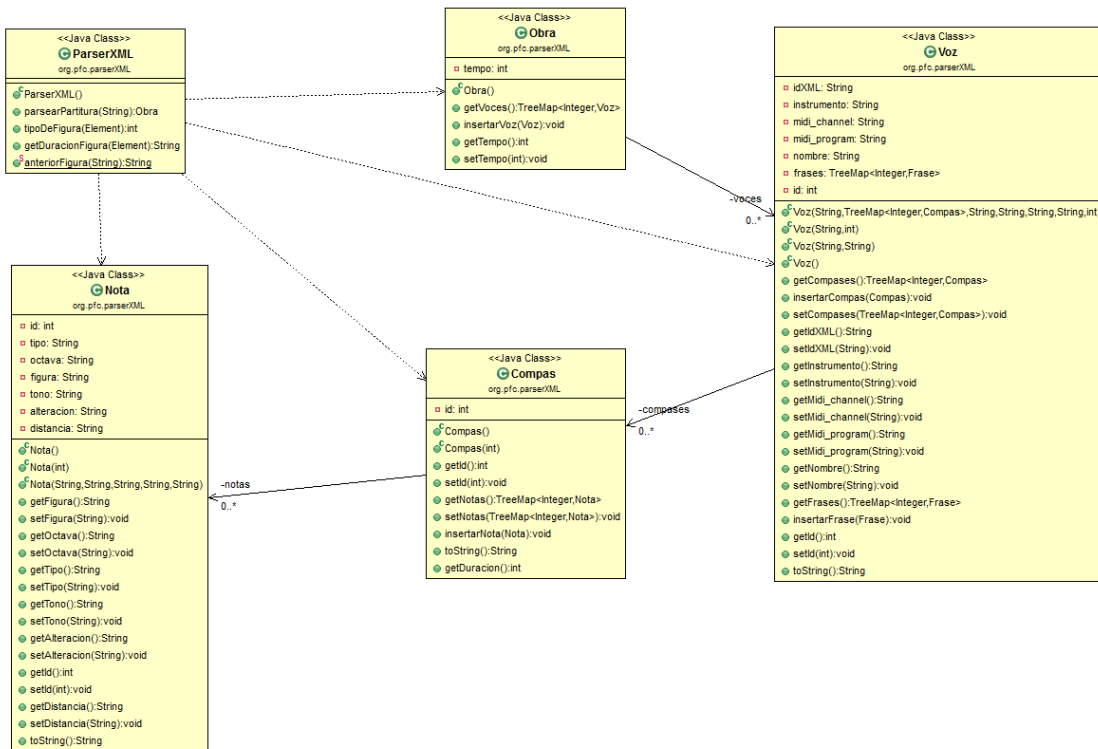 <<Java Class>>
ParserXML
org.pfc.parserXML
ParserXML()
parsearPartitura(String):Obra
tipoDeFigura(Element):int
getDuracionFigura(Element):String
anteriorFigura(String):String
<<Java Class>>
Obra
org.pfc.parserXML
tempo: int
Obra()
getVoces():TreeMap<Integer,Voz>
insertarVoz(Voz):void
getTempo():int
setTempo(int):void
-voces
0..*
<<Java Class>>
Voz
org.pfc.parserXML
idXML: String
instrumento: String
midi_channel: String
midi_program: String
nombre: String
frases: TreeMap<Integer,Frase>
id: int
Voz(String,TreeMap<Integer,Compas>,String,String,String,String,int
Voz(String,int)
Voz(String,String)
Voz()
getCompases():TreeMap<Integer,Compas>
insertarCompas(Compas):void
setCompases(TreeMap<Integer,Compas>):void
getIdXML():String
setIdXML(String):void
getInstrumento():String
setInstrumento(String):void
getMidi_channel():String
setMidi_channel(String):void
getMidi_program():String
setMidi_program(String):void
getNombre():String
setNombre(String):void
getFrases():TreeMap<Integer,Frase>
insertarFrase(Frase):void
getId():int
setId(int):void
toString():String
<<Java Class>>
Nota
org.pfc.parserXML
id: int
tipo: String
octava: String
figura: String
tono: String
alteracion: String
distancia: String
Nota()
Nota(int)
Nota(String,String,String,String,String)
getFigura():String
setFigura(String):void
getOctava():String
setOctava(String):void
getTipo():String
setTipo(String):void
getTono():String
setTono(String):void
getAlteracion():String
setAlteracion(String):void
getId():int
setId(int):void
getDistancia():String
setDistancia(String):void
toString():String
-notas
0..*
<<Java Class>>
Compas
org.pfc.parserXML
id: int
Compas()
Compas(int)
getId():int
setId(int):void
getNotas():TreeMap<Integer,Nota>
setNotas(TreeMap<Integer,Nota>):void
insertarNota(Nota):void
toString():String
getDuracion():int
-compases
0..*